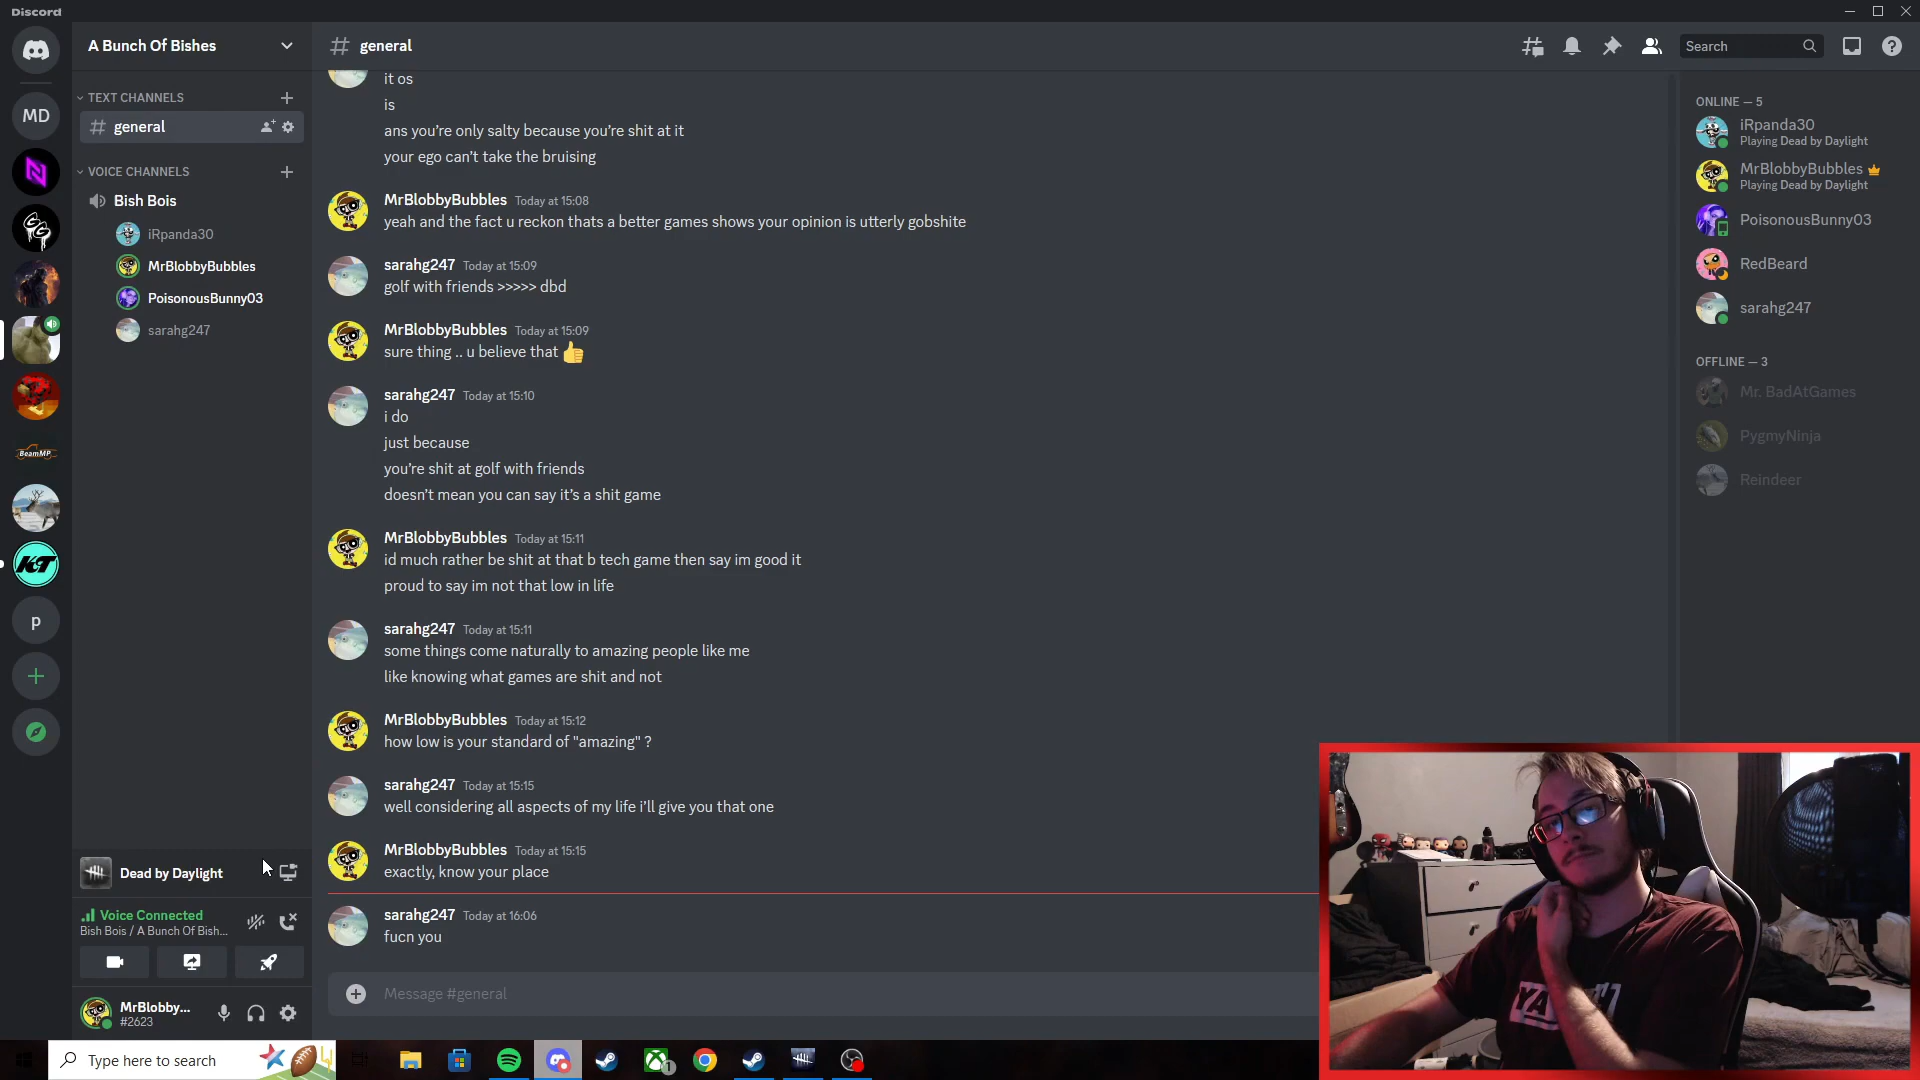 Discord
A Bunch Of Bishes
general
Search
TEXT CHANNELS
general
VOICE CHANNELS
Bish Bois
iRpanda30
MrBlobbyBubbles
PoisonousBunny03
sarahg247
MD
BeamMP
KT
p
it os
is
ans you're only salty because you're shit at it
your ego can't take the bruising
MrBlobbyBubbles Today at 15:08
yeah and the fact u reckon thats a better games shows your opinion is utterly gobshite
sarahg247 Today at 15:09
golf with friends >>>>> dbd
MrBlobbyBubbles Today at 15:09
sure thing .. u believe that 👍
sarahg247 Today at 15:10
i do
just because
you're shit at golf with friends
doesn't mean you can say it's a shit game
MrBlobbyBubbles Today at 15:11
id much rather be shit at that b tech game then say im good it
proud to say im not that low in life
sarahg247 Today at 15:11
some things come naturally to amazing people like me
like knowing what games are shit and not
MrBlobbyBubbles Today at 15:12
how low is your standard of "amazing" ?
sarahg247 Today at 15:15
well considering all aspects of my life i'll give you that one
MrBlobbyBubbles Today at 15:15
exactly, know your place
sarahg247 Today at 16:06
fucn you
Message #general
ONLINE — 5
iRpanda30
Playing Dead by Daylight
MrBlobbyBubbles
Playing Dead by Daylight
PoisonousBunny03
RedBeard
sarahg247
OFFLINE — 3
Mr. BadAtGames
PygmyNinja
Reindeer
Dead by Daylight
Voice Connected
Bish Bois / A Bunch Of Bish...
MrBlobby...
#2623
Type here to search
1